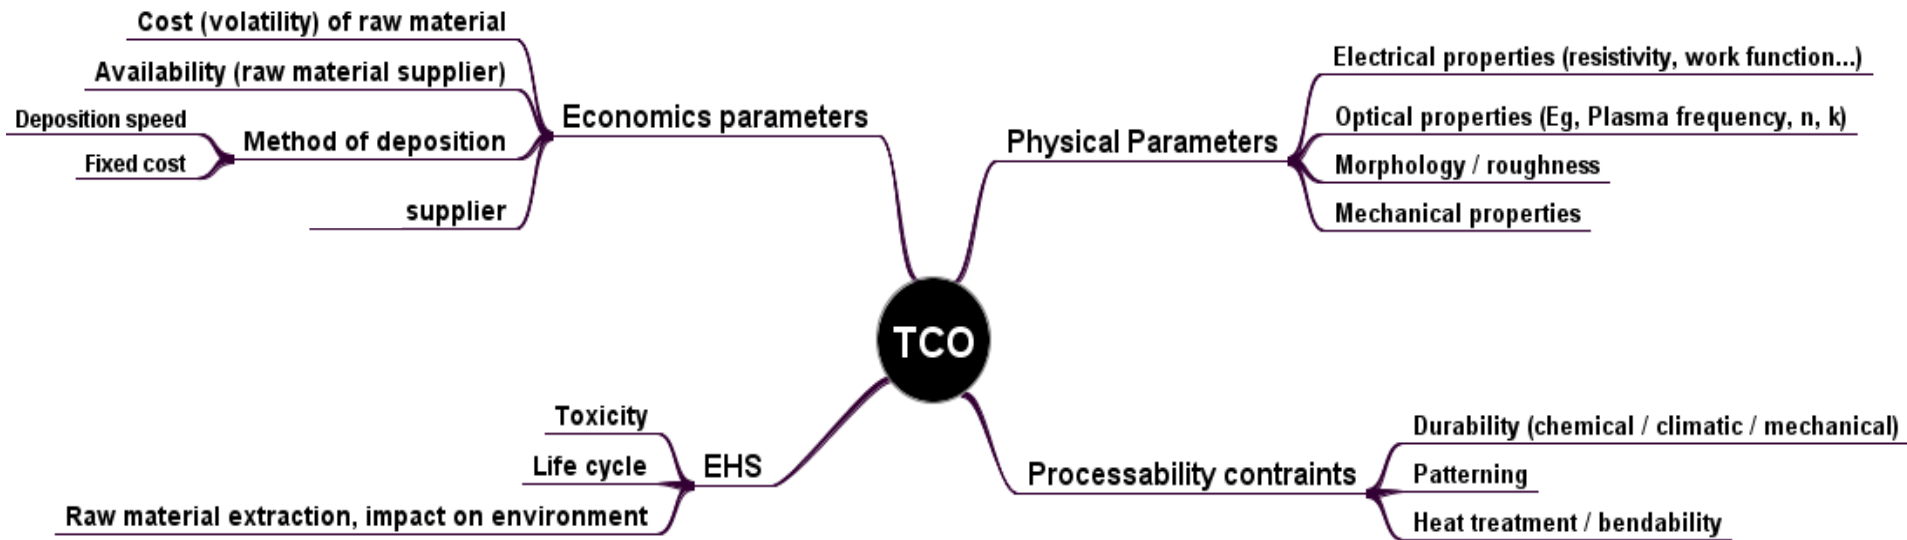 Cost (volatility) of raw material
Availability (raw material supplier)
Deposition speed
Fixed cost
Method of deposition
supplier
Economics parameters
Physical Parameters
Electrical properties (resistivity, work function...)
Optical properties (Eg, Plasma frequency, n, k)
Morphology / roughness
Mechanical properties
TCO
Toxicity
Life cycle
Raw material extraction, impact on environment
EHS
Processability contraints
Durability (chemical / climatic / mechanical)
Patterning
Heat treatment / bendability